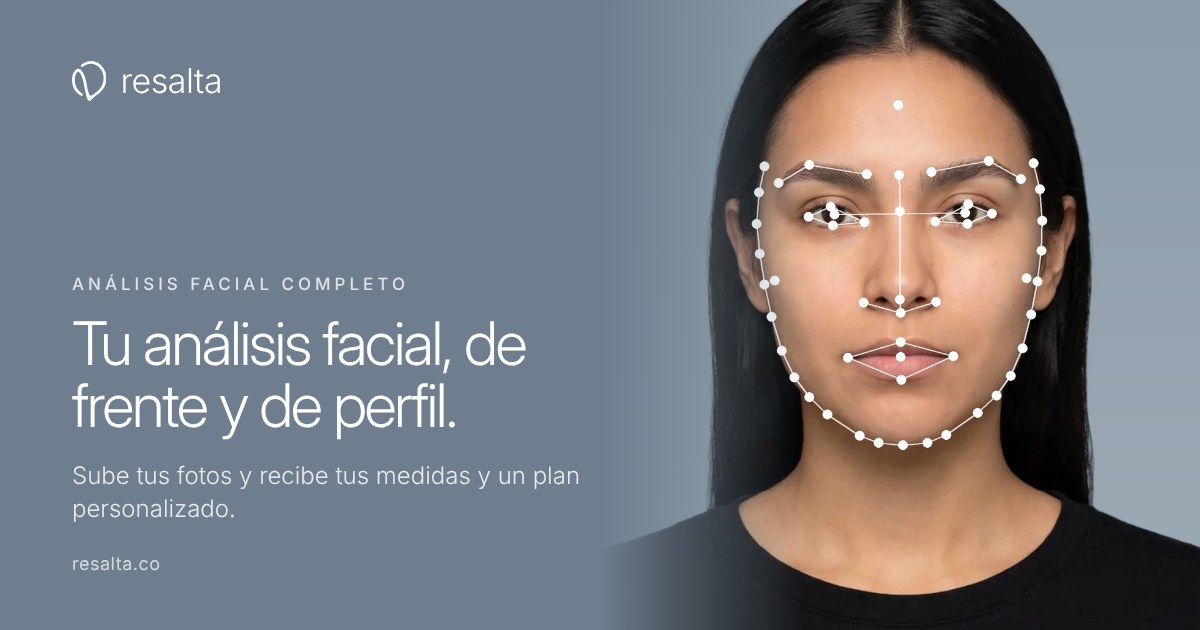 resalta
ANÁLISIS FACIAL COMPLETO
Tu análisis facial, de
frente y de perfil.
Sube tus fotos y recibe tus medidas y un plan
personalizado.
resalta.co